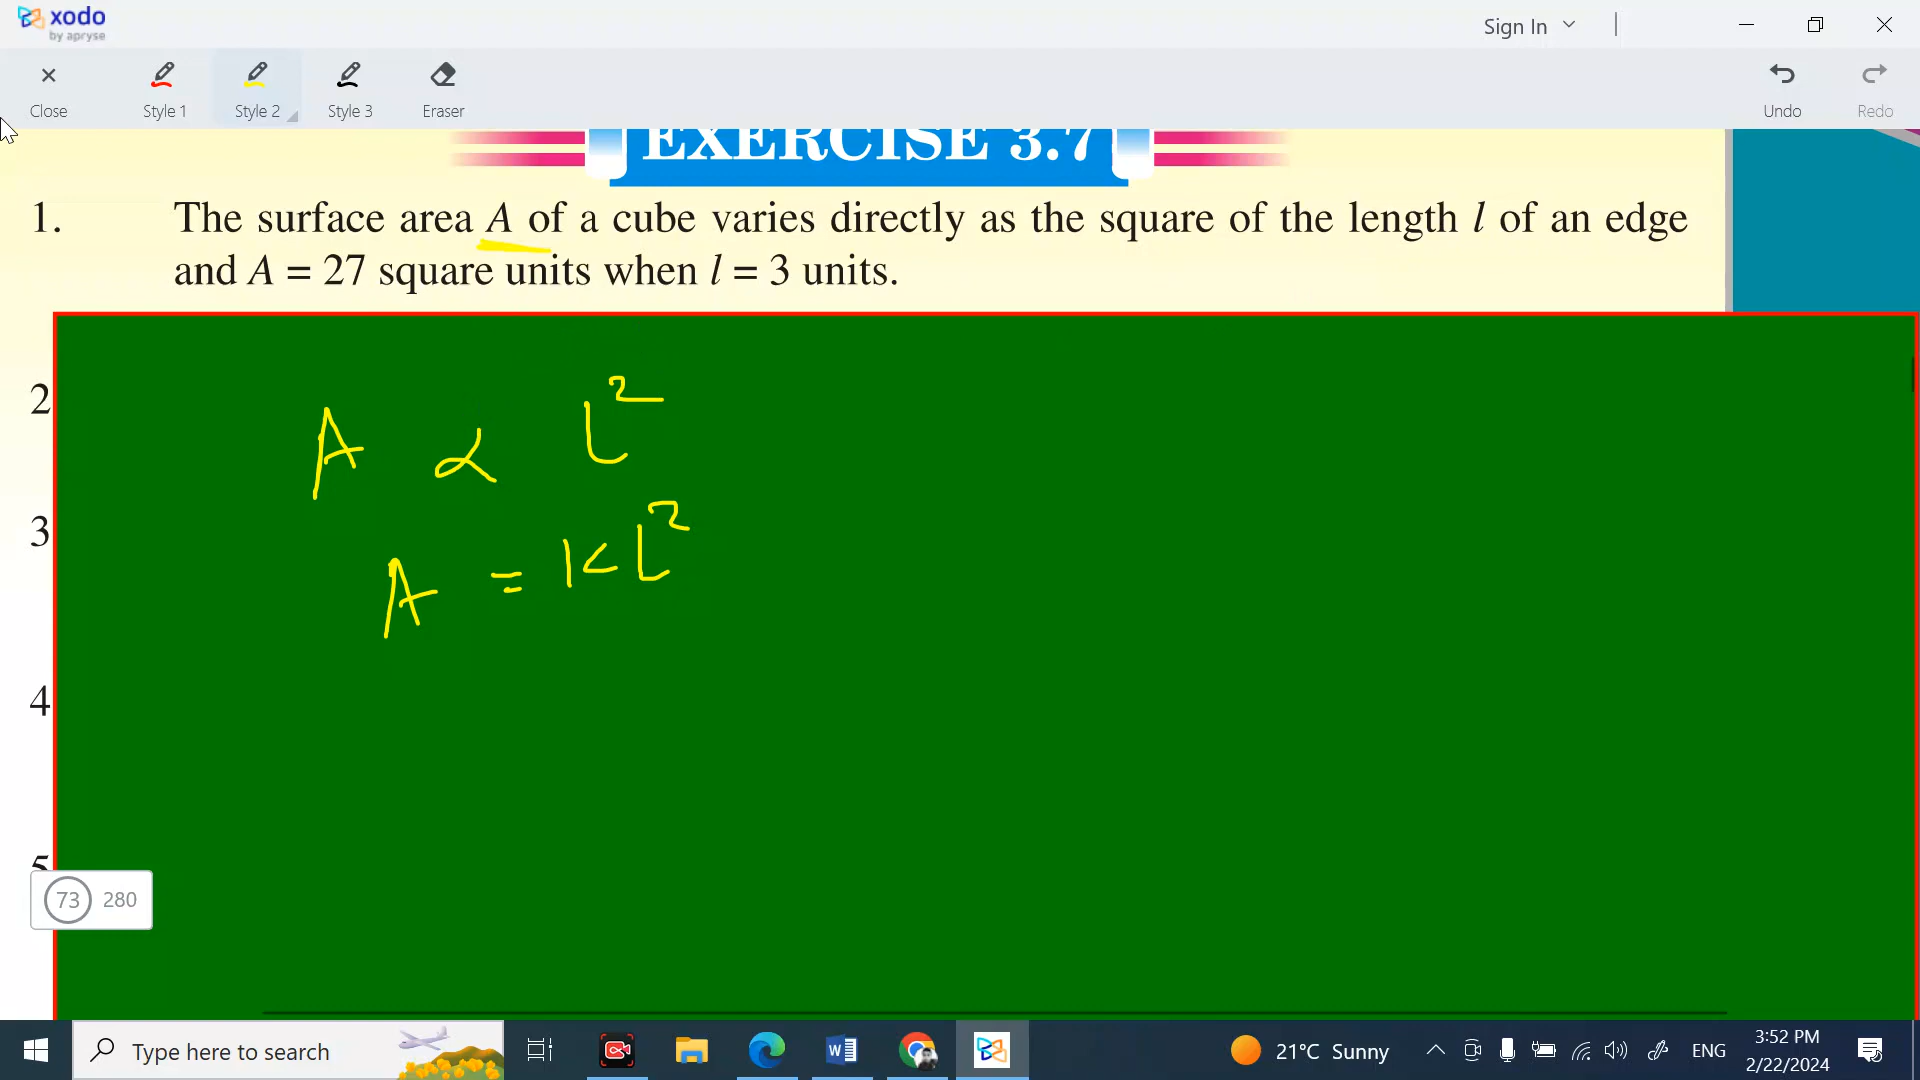 xodo
by apryse
Sign In
Close
Style 1
Style 2
Style 3
Eraser
Undo
Redo
EXERCISE 3.7
1. The surface area A of a cube varies directly as the square of the length l of an edge
and A = 27 square units when l = 3 units.
2
A ∝ L²
3
A = KL²
4
5
73 280
Type here to search
21°C Sunny
ENG
3:52 PM
2/22/2024